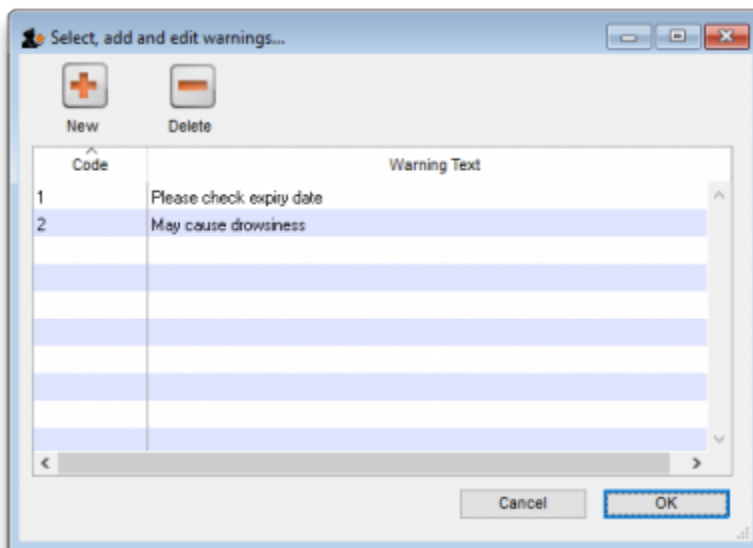 Select, add and edit warnings...
New Delete
Code Warning Text
1 Please check expiry date
2 May cause drowsiness
Cancel OK